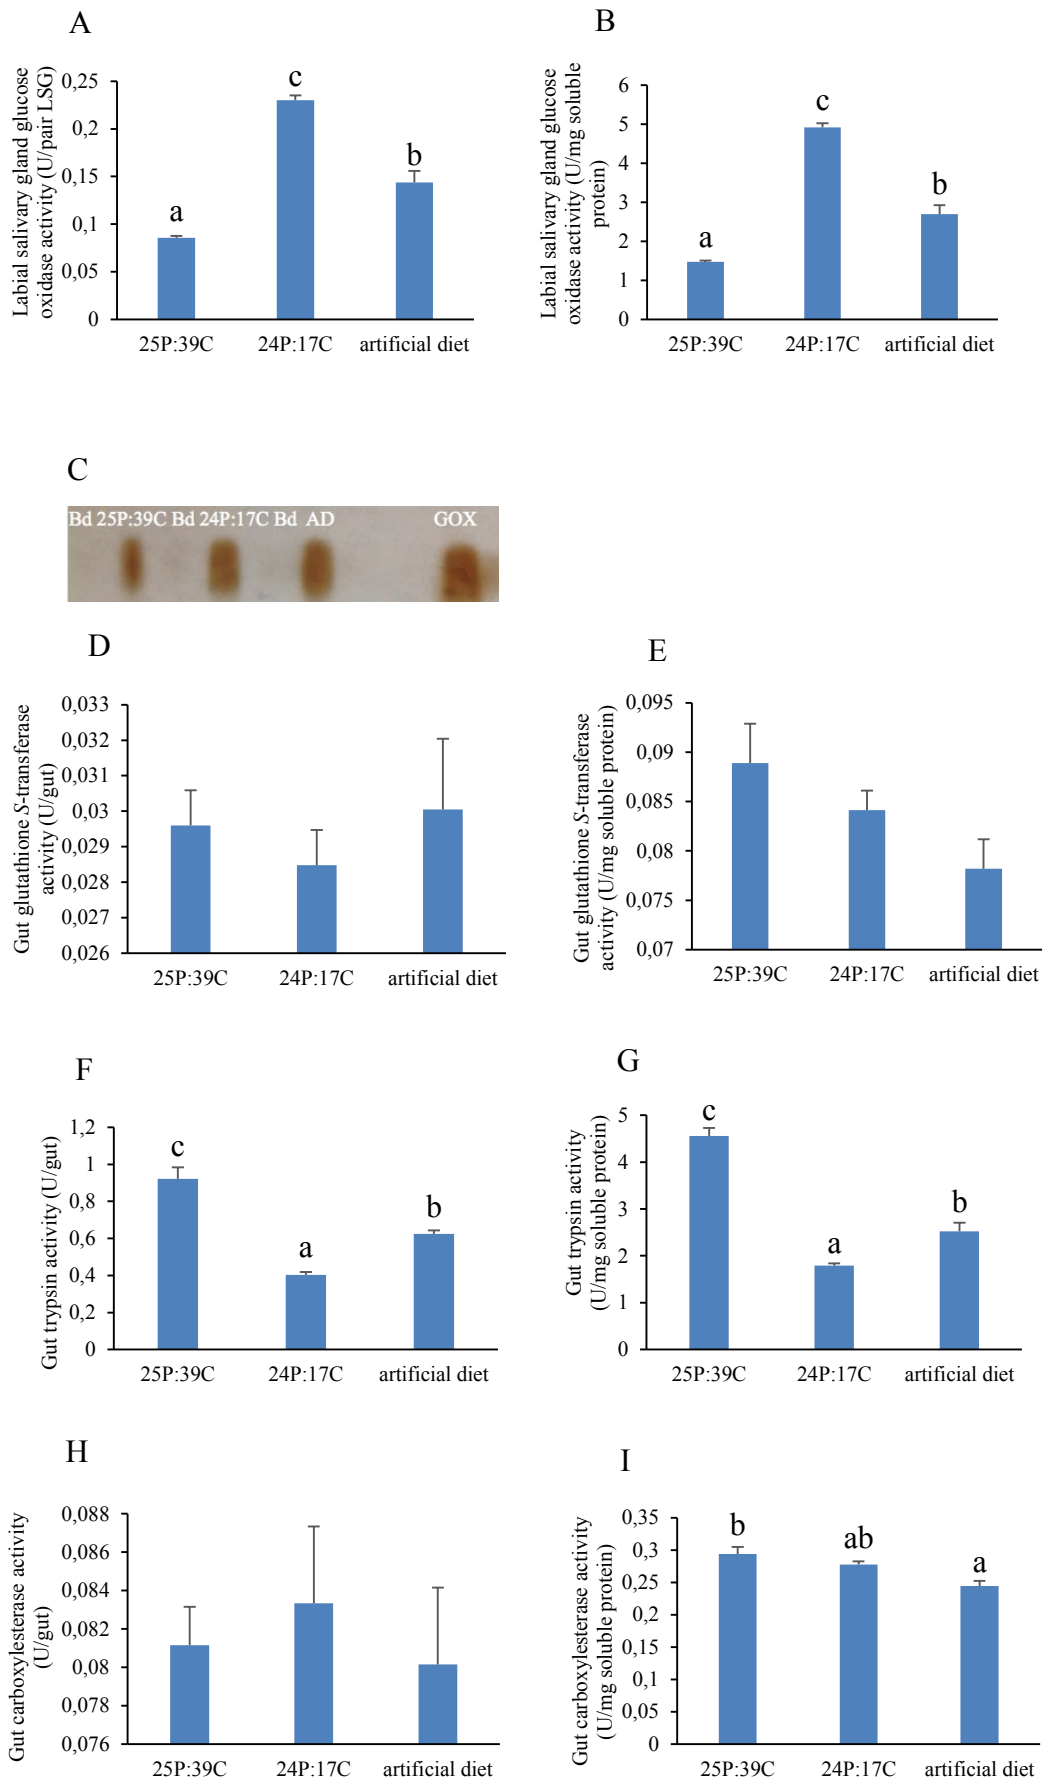 A
Labial salivary gland glucose
oxidase activity (U/pair LSG)
0,25
0,2
0,15
0,1
0,05
0
a
c
b
25P:39C 24P:17C artificial diet
B
Labial salivary gland glucose
oxidase activity (U/mg soluble
protein)
6
5
4
3
2
1
0
a
c
b
25P:39C 24P:17C artificial diet
C
Bd 25P:39C Bd 24P:17C Bd AD GOX
D
Gut glutathione S-transferase
activity (U/gut)
0,033
0,032
0,031
0,03
0,029
0,028
0,027
0,026
25P:39C 24P:17C artificial diet
E
Gut glutathione S-transferase
activity (U/mg soluble protein)
0,095
0,09
0,085
0,08
0,075
0,07
25P:39C 24P:17C artificial diet
F
Gut trypsin activity (U/gut)
1,2
1
0,8
0,6
0,4
0,2
0
c
a
b
25P:39C 24P:17C artificial diet
G
Gut trypsin activity
(U/mg soluble protein)
5
4
3
2
1
0
c
a
b
25P:39C 24P:17C artificial diet
H
Gut carboxylesterase activity
(U/gut)
0,088
0,086
0,084
0,082
0,08
0,078
0,076
25P:39C 24P:17C artificial diet
I
Gut carboxylesterase activity
(U/mg soluble protein)
0,35
0,3
0,25
0,2
0,15
0,1
0,05
0
b
ab
a
25P:39C 24P:17C artificial diet